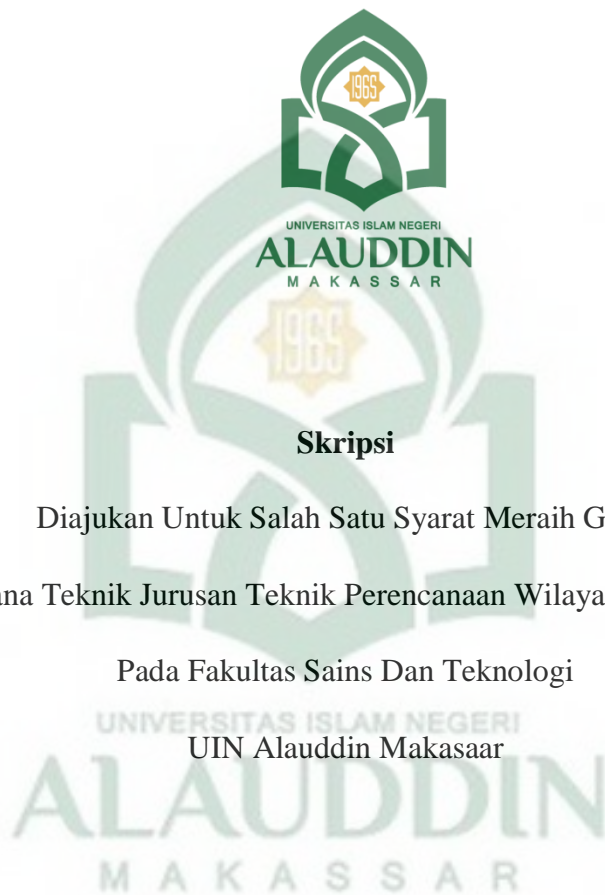 1965
UNIVERSITAS ISLAM NEGERI
ALAUDDIN
MAKASSAR
1965
Skripsi
Diajukan Untuk Salah Satu Syarat Meraih G
ana Teknik Jurusan Teknik Perencanaan Wilaya
Pada Fakultas Sains Dan Teknologi
UNIVERSITAS ISLAM NEGERI
UIN Alauddin Makasaar
ALAUDDIN
MAKASSAR